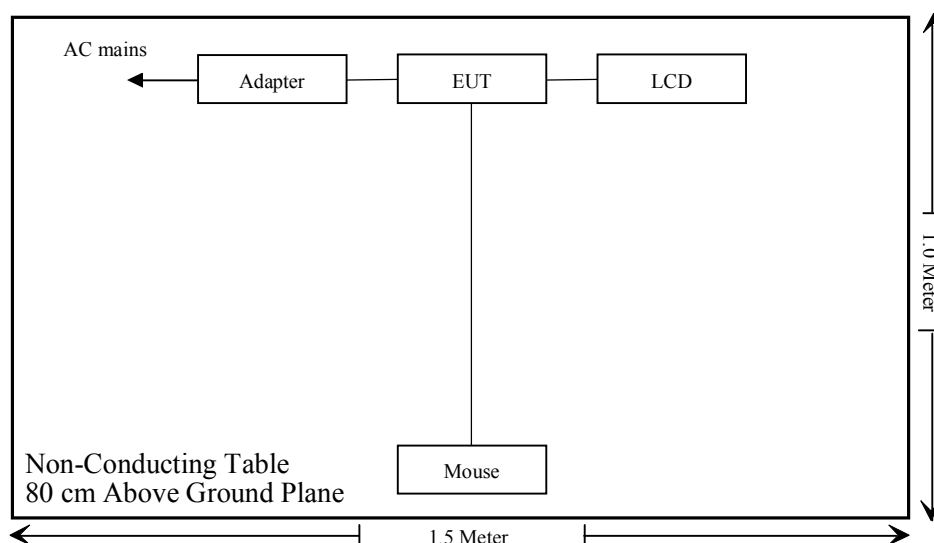 AC mains
Adapter
EUT
LCD
1.0 Meter
Mouse
Non-Conducting Table
80 cm Above Ground Plane
1.5 Meter